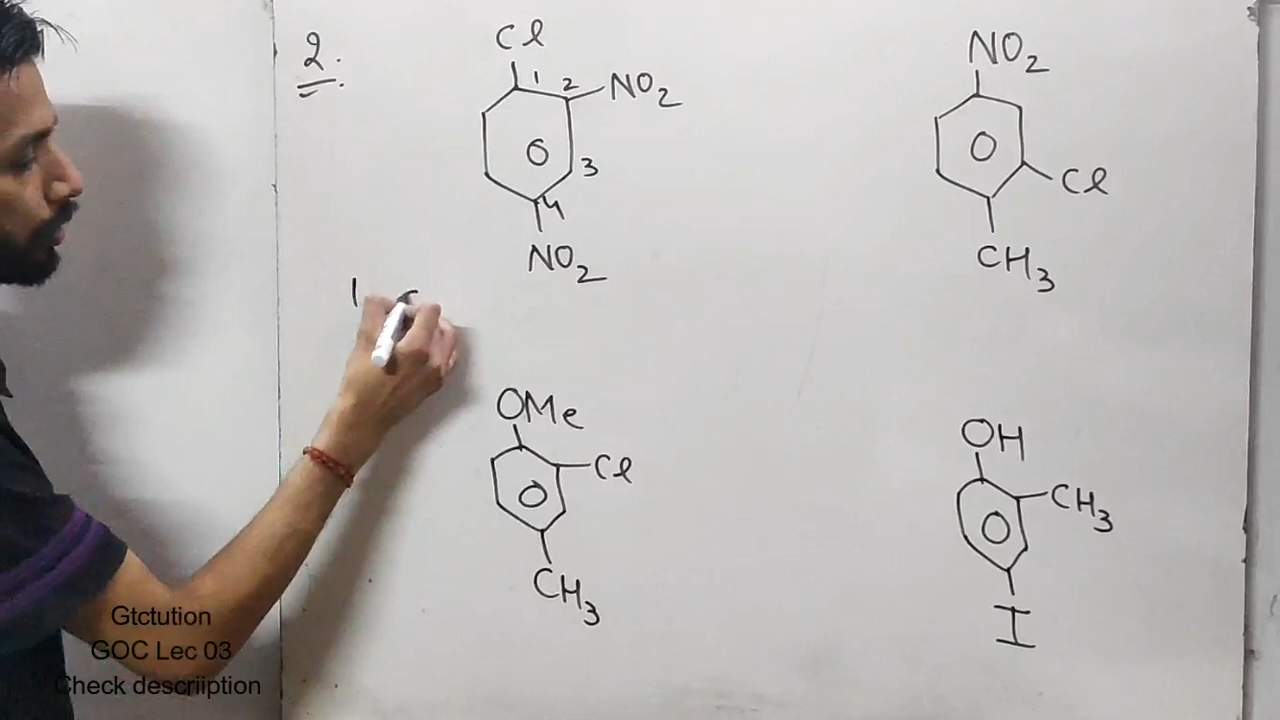 2.
Cl
1
2
NO2
3
4
NO2
1
NO2
Cl
CH3
OMe
Cl
CH3
OH
CH3
I
Gtctution
GOC Lec 03
Check descriiption